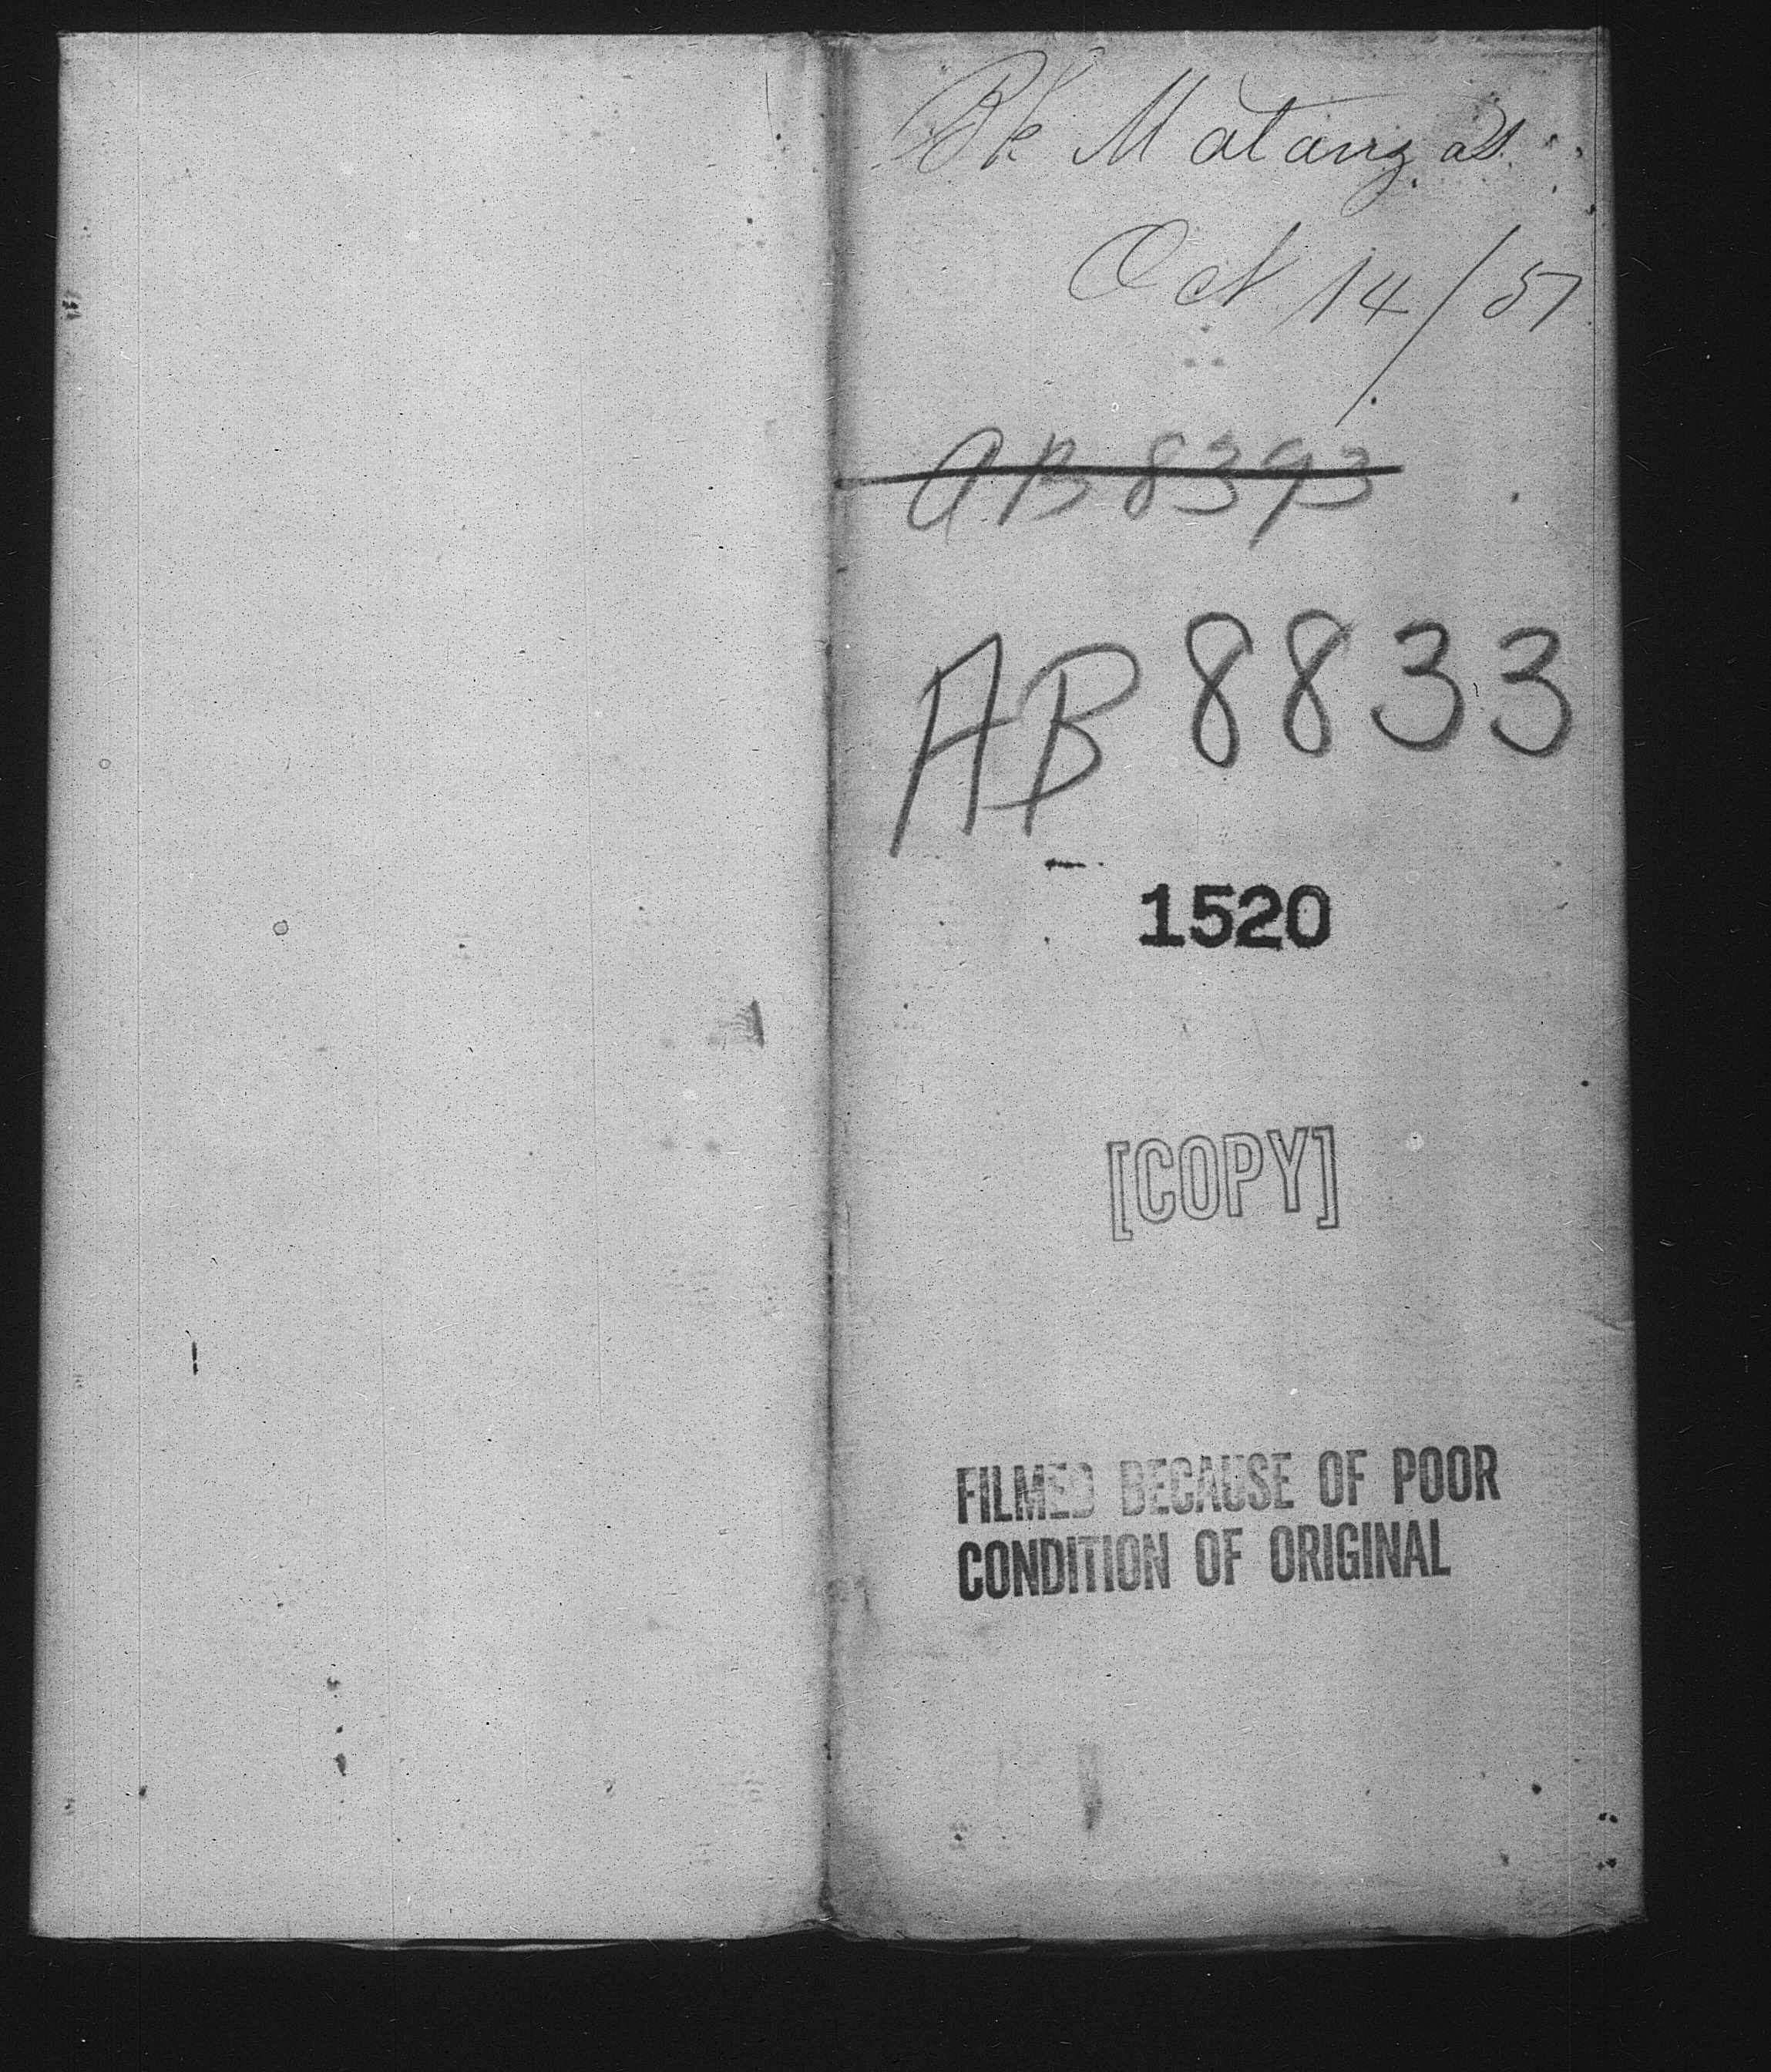 Bk Matanzas
Oct 14/57
AB 8393
AB 8833
1520
[COPY]
FILMED BECAUSE OF POOR
CONDITION OF ORIGINAL